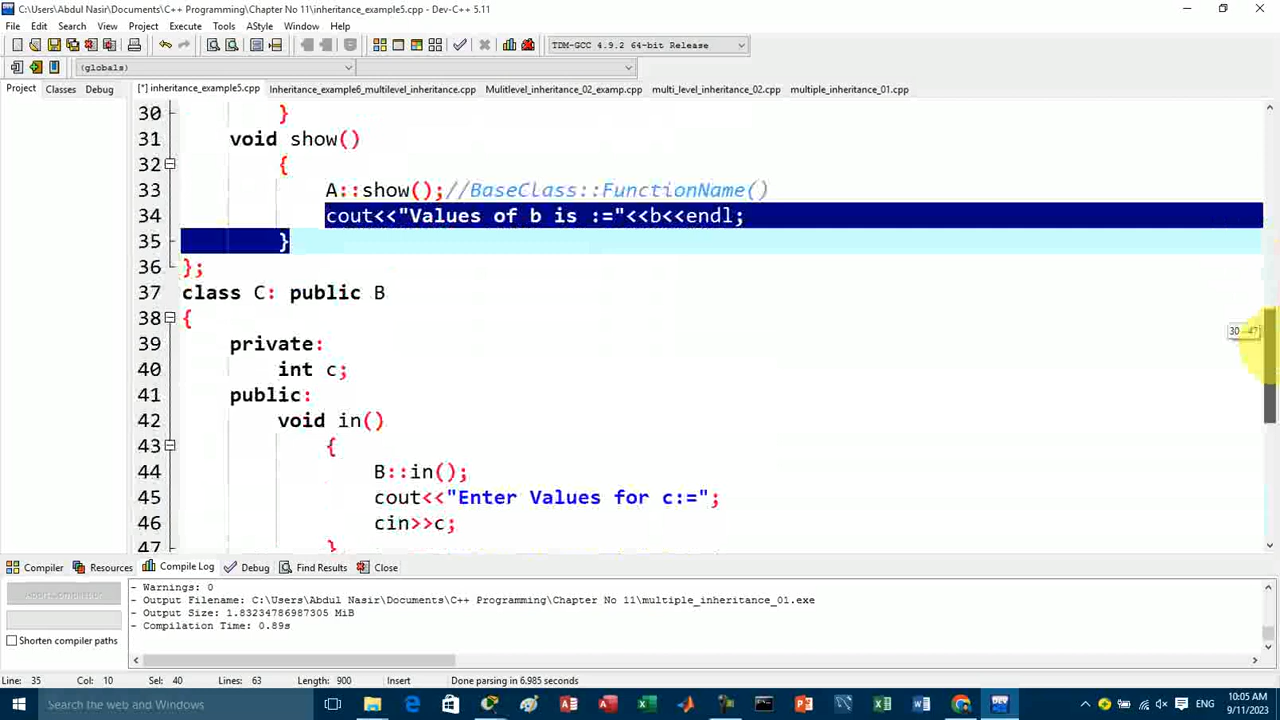 C:\Users\Abdul Nasir\Documents\C++ Programming\Chapter No 11\inheritance_example5.cpp - Dev-C++ 5.11
File Edit Search View Project Execute Tools AStyle Window Help
TDM-GCC 4.9.2 64-bit Release
(globals)
Project Classes Debug [*] inheritance_example5.cpp Inheritance_example6_multilevel_inheritance.cpp Mulitlevel_inheritance_02_examp.cpp multi_level_inheritance_02.cpp multiple_inheritance_01.cpp
30 }
31 void show()
32 {
33 A::show();//BaseClass::FunctionName()
34 cout<<"Values of b is :="<<b<<endl;
35 }
36 };
37 class C: public B
38 {
39 private:
40 int c;
41 public:
42 void in()
43 {
44 B::in();
45 cout<<"Enter Values for c:=";
46 cin>>c;
47 }
30-47
Compiler Resources Compile Log Debug Find Results Close
- Warnings: 0
- Output Filename: C:\Users\Abdul Nasir\Documents\C++ Programming\Chapter No 11\multiple_inheritance_01.exe
- Output Size: 1.83234786987305 MiB
- Compilation Time: 0.89s
Shorten compiler paths
Line: 35 Col: 10 Sel: 40 Lines: 63 Length: 900 Insert Done parsing in 6.985 seconds
Search the web and Windows
ENG
10:05 AM
9/11/2023